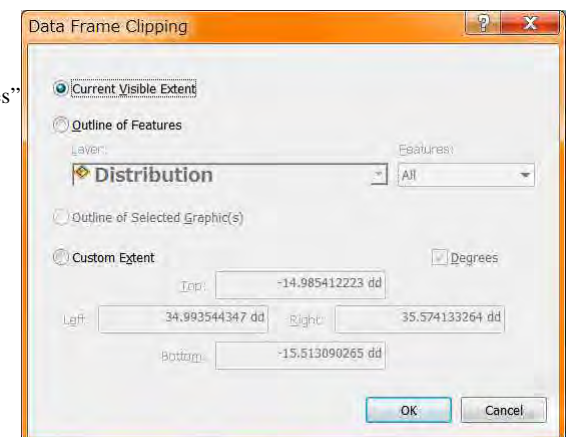 Data Frame Clipping
s”
Current Visible Extent
Outline of Features
Layer:
Features:
Distribution
All
Outline of Selected Graphic(s)
Custom Extent
Degrees
Top:
-14.985412223 dd
Left:
34.993544347 dd
Right:
35.574133264 dd
Bottom:
-15.513090265 dd
OK
Cancel